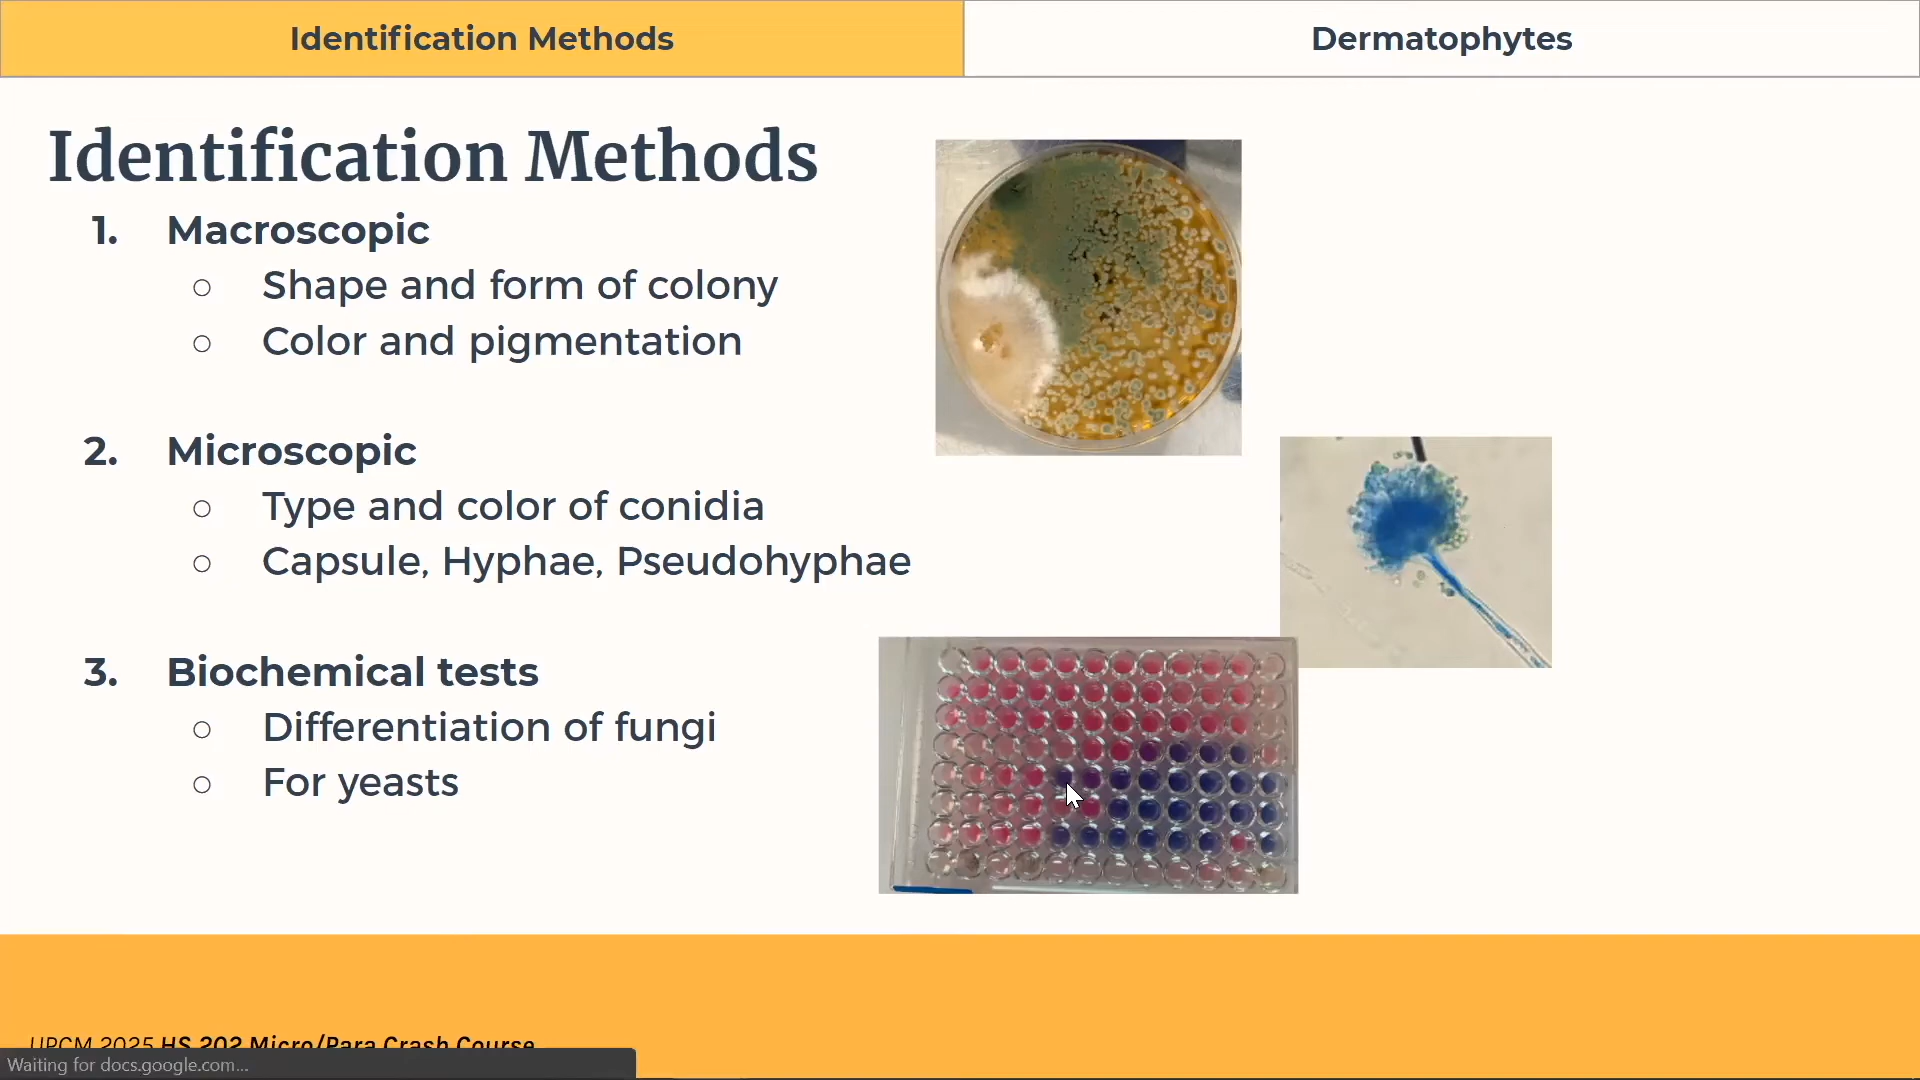 Identification Methods
Dermatophytes
Identification Methods
1. Macroscopic
○ Shape and form of colony
○ Color and pigmentation
2. Microscopic
○ Type and color of conidia
○ Capsule, Hyphae, Pseudohyphae
3. Biochemical tests
○ Differentiation of fungi
○ For yeasts
UPCM 2025 HS 202 Micro/Para Crash Course
Waiting for docs.google.com...